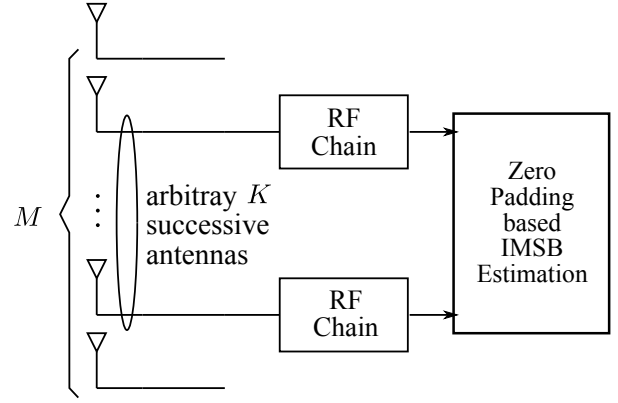 RF
Chain
M
arbitray K
successive
antennas
Zero
Padding
based
IMSB
Estimation
RF
Chain